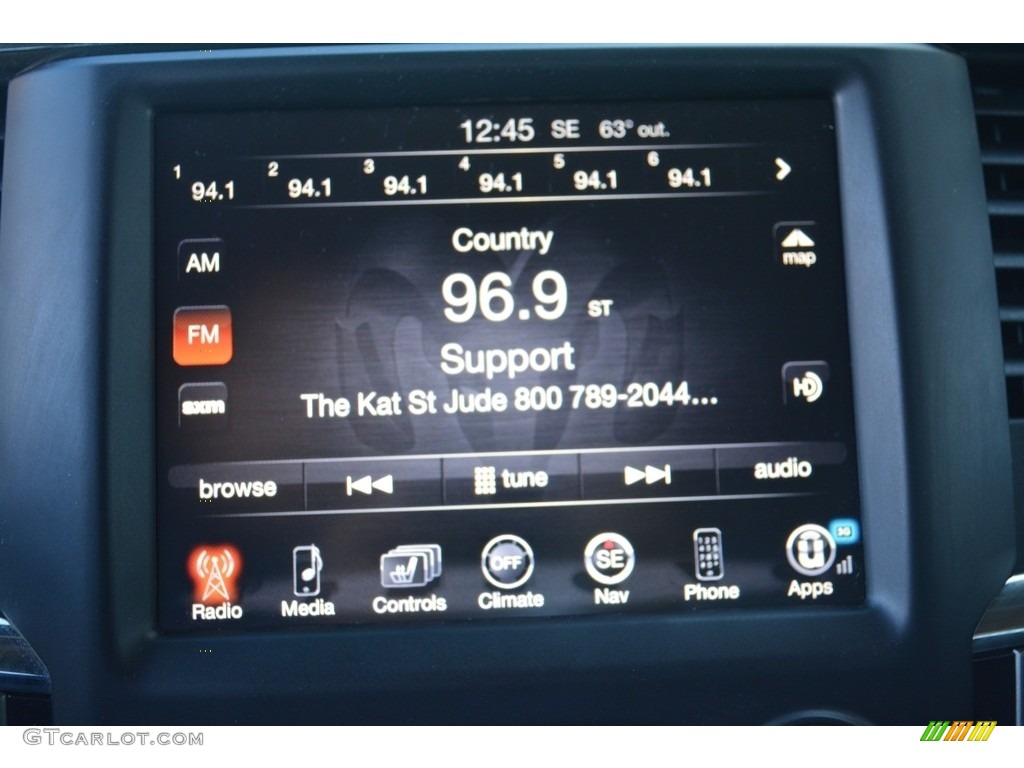 12:45 SE 63° out.
1 94.1 2 94.1 3 94.1 4 94.1 5 94.1 6 94.1
Country
map
AM
96.9 ST
FM
Support
sxm
The Kat St Jude 800 789-2044...
HD
browse tune audio
OFF SE 3G
Radio Media Controls Climate Nav Phone Apps
GTCARLOT.COM